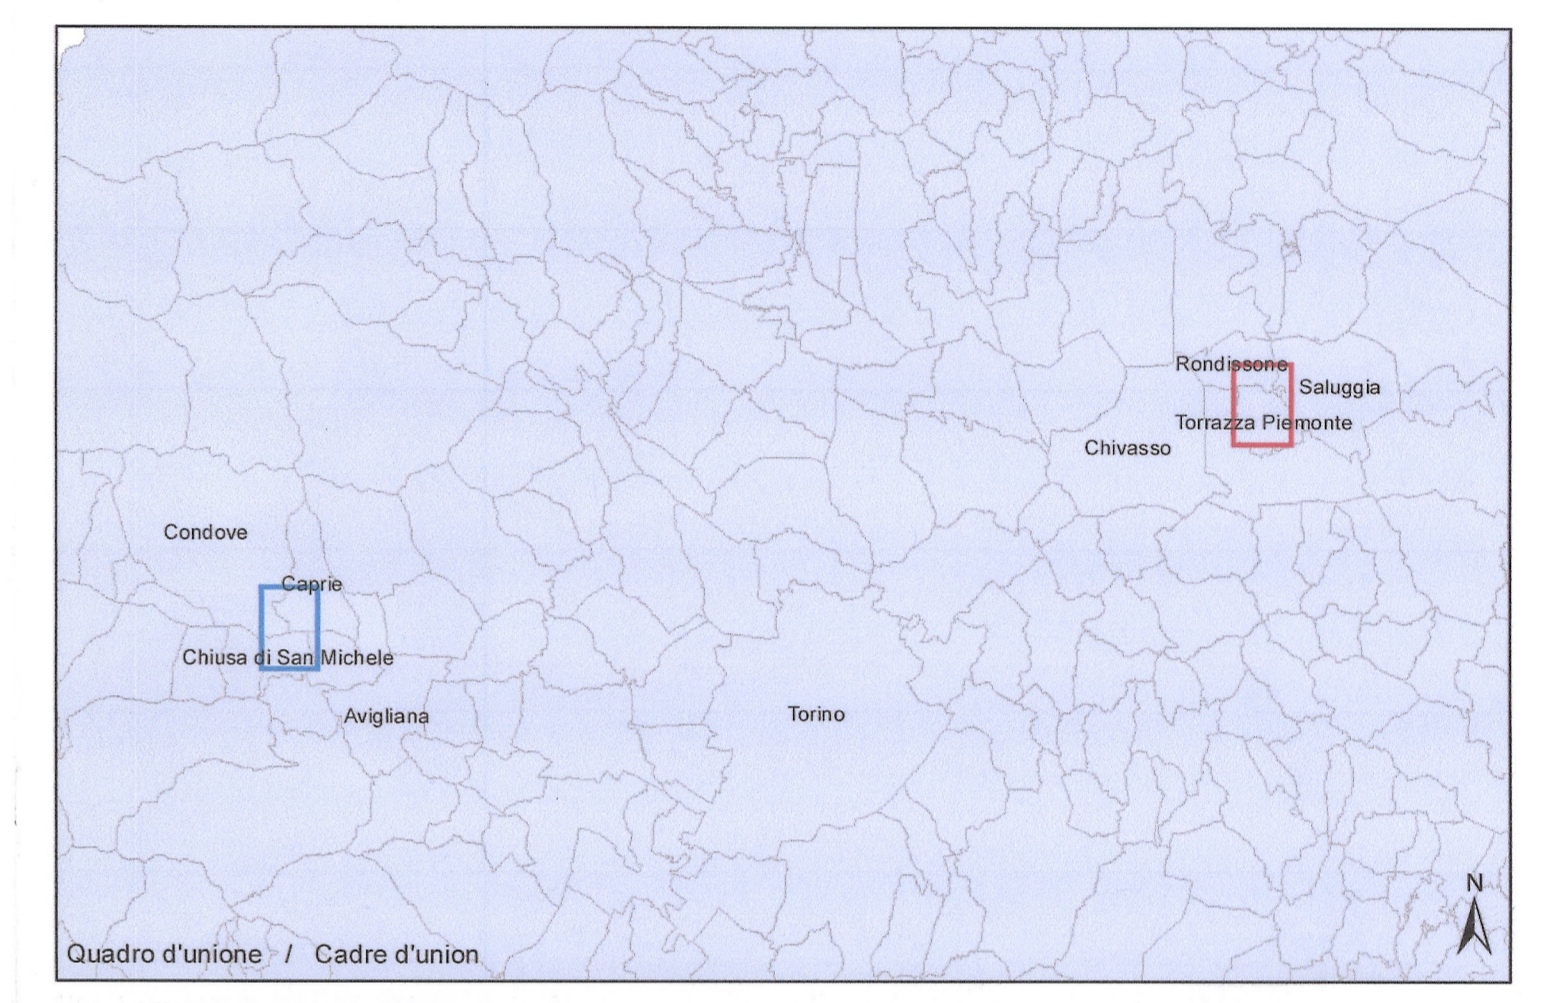 Rondissone
Saluggia
Torrazza Piemonte
Chivasso
Condove
Caprie
Chiusa di San Michele
Avigliana
Torino
N
Quadro d'unione / Cadre d'union